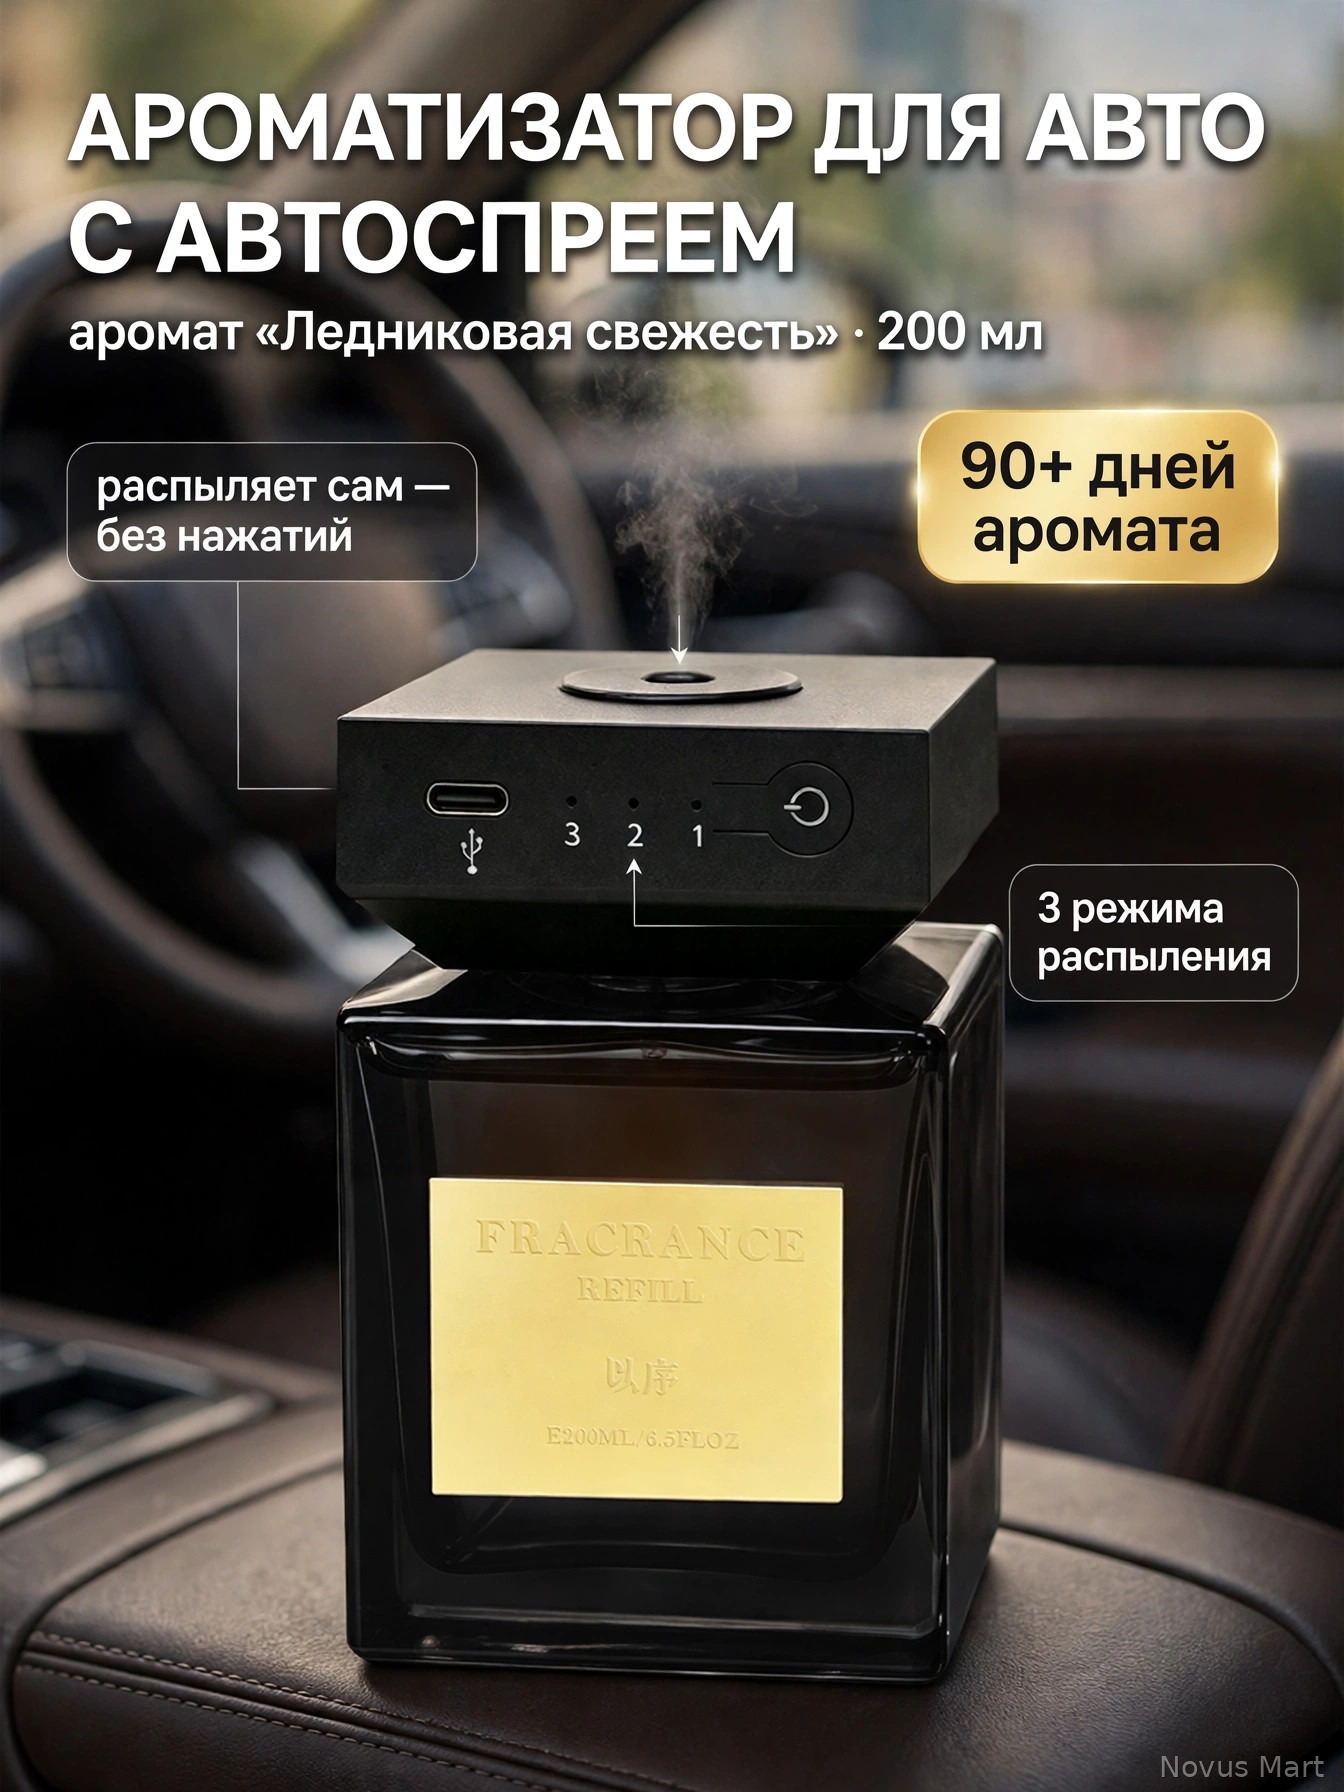 АРОМАТИЗАТОР ДЛЯ АВТО
С АВТОСПРЕЕМ
аромат «Ледниковая свежесть» · 200 мл
распыляет сам —
без нажатий
90+ дней
аромата
3 2 1
3 режима
распыления
FRAGRANCE
REFILL
以序
E200ML/6.5FLOZ
Novus Mart